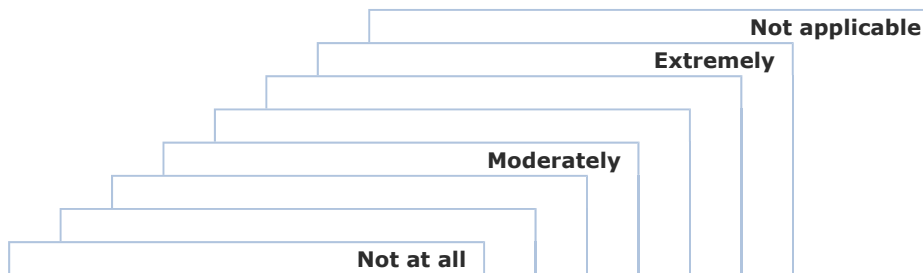 Not applicable
Extremely
Moderately
Not at all